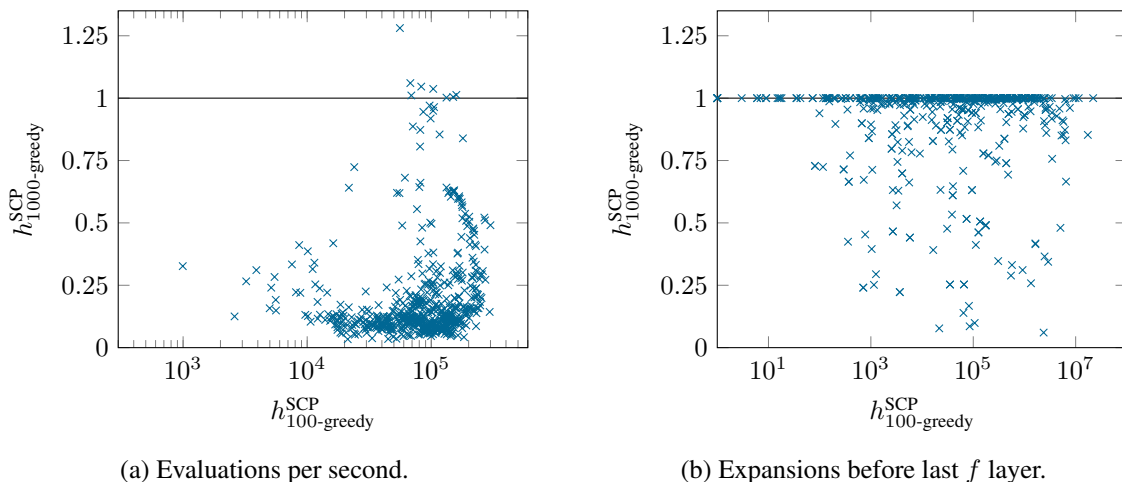 10^3 10^4 10^5
0
0.25
0.5
0.75
1
1.25
h^SCP_100-greedy
h^SCP_1000-greedy
(a) Evaluations per second.
10^1 10^3 10^5 10^7
0
0.25
0.5
0.75
1
1.25
h^SCP_100-greedy
h^SCP_1000-greedy
(b) Expansions before last f layer.